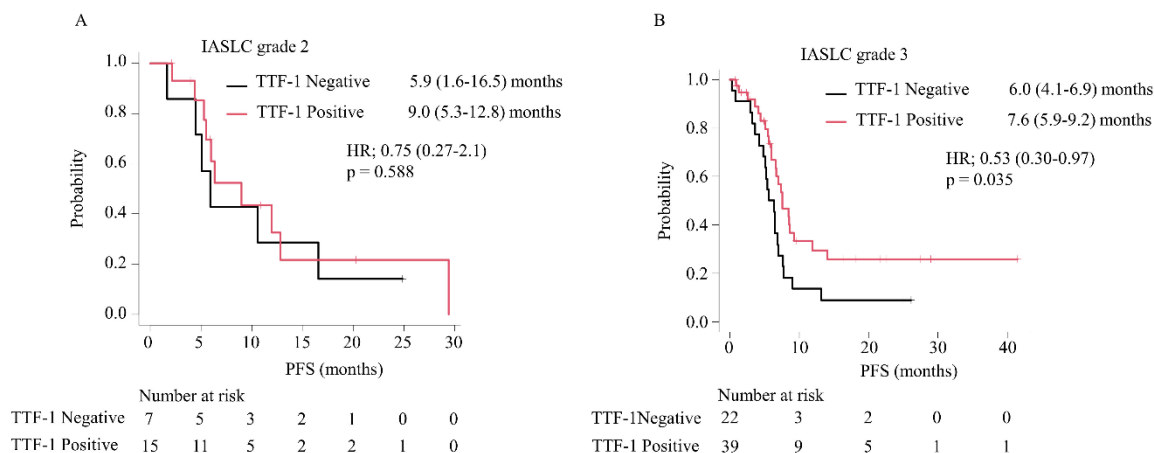 A
IASLC grade 2
TTF-1 Negative 5.9 (1.6-16.5) months
TTF-1 Positive 9.0 (5.3-12.8) months
HR; 0.75 (0.27-2.1)
p = 0.588
Probability
1.0
0.8
0.6
0.4
0.2
0.0
0 5 10 15 20 25 30
PFS (months)
Number at risk
TTF-1 Negative 7 5 3 2 1 0 0
TTF-1 Positive 15 11 5 2 2 1 0
B
IASLC grade 3
TTF-1 Negative 6.0 (4.1-6.9) months
TTF-1 Positive 7.6 (5.9-9.2) months
HR; 0.53 (0.30-0.97)
p = 0.035
Probability
1.0
0.8
0.6
0.4
0.2
0.0
0 10 20 30 40
PFS (months)
Number at risk
TTF-1Negative 22 3 2 0 0
TTF-1 Positive 39 9 5 1 1